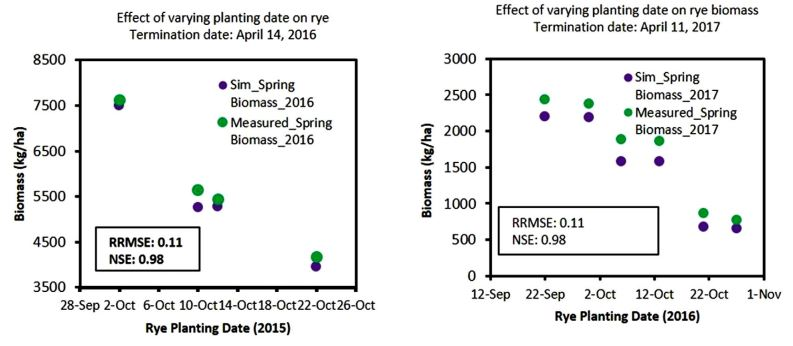 Effect of varying planting date on rye
Termination date: April 14, 2016
8500
7500
6500
5500
4500
3500
Biomass (kg/ha)
Sim_Spring
Biomass_2016
Measured_Spring
Biomass_2016
RRMSE: 0.11
NSE: 0.98
28-Sep 2-Oct 6-Oct 10-Oct 14-Oct 18-Oct 22-Oct 26-Oct
Rye Planting Date (2015)
Effect of varying planting date on rye biomass
Termination date: April 11, 2017
3000
2500
2000
1500
1000
500
0
Biomass (kg/ha)
Sim_Spring
Biomass_2017
Measured_Spring
Biomass_2017
RRMSE: 0.11
NSE: 0.98
12-Sep 22-Sep 2-Oct 12-Oct 22-Oct 1-Nov
Rye Planting Date (2016)